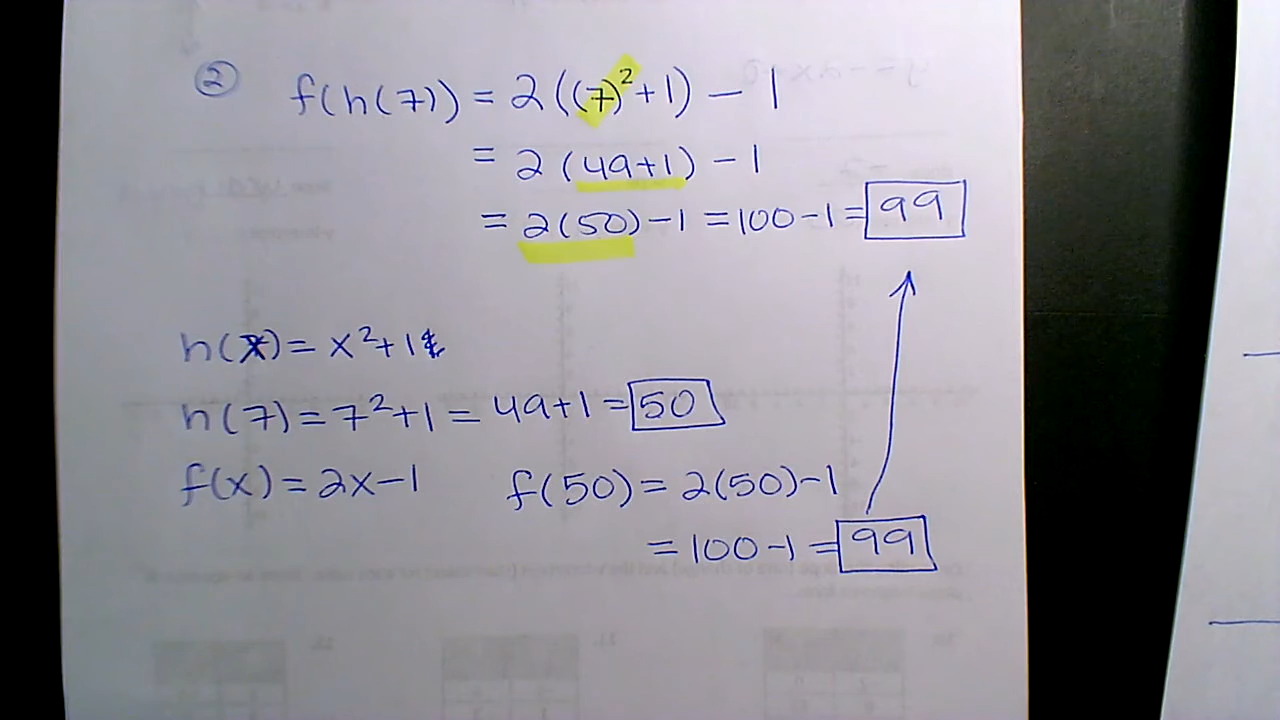 ② f(h(7)) = 2((7)²+1) − 1
= 2(49+1) − 1
= 2(50)−1 = 100−1 = 99
h(x) = x²+1
h(7) = 7²+1 = 49+1 = 50
f(x) = 2x−1 f(50) = 2(50)−1
= 100−1 = 99